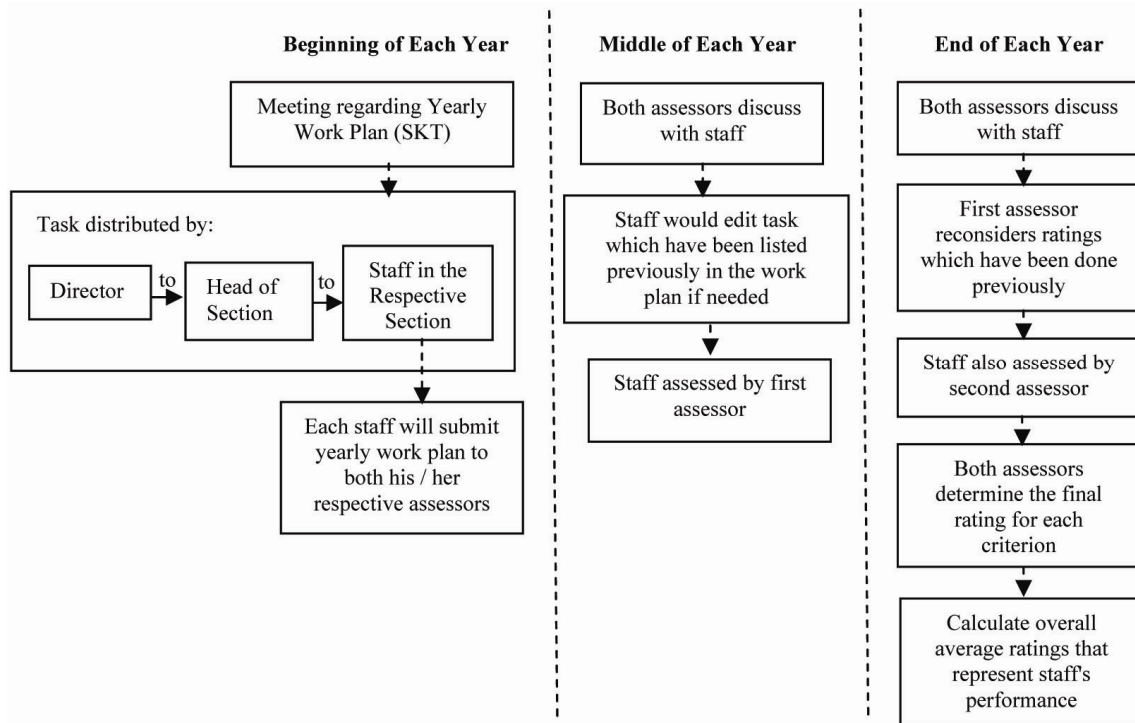 Beginning of Each Year
Meeting regarding Yearly
Work Plan (SKT)
Task distributed by:
Director
to
Head of
Section
to
Staff in the
Respective
Section
Each staff will submit
yearly work plan to
both his / her
respective assessors
Middle of Each Year
Both assessors discuss
with staff
Staff would edit task
which have been listed
previously in the work
plan if needed
Staff assessed by first
assessor
End of Each Year
Both assessors discuss
with staff
First assessor
reconsiders ratings
which have been done
previously
Staff also assessed by
second assessor
Both assessors
determine the final
rating for each
criterion
Calculate overall
average ratings that
represent staff's
performance